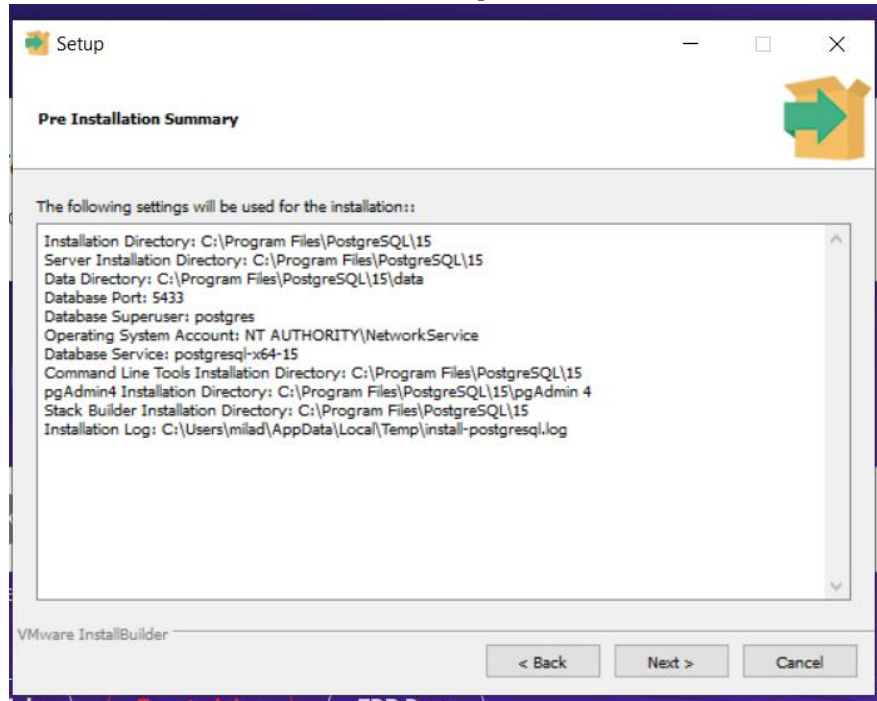 Setup
Pre Installation Summary
The following settings will be used for the installation::
Installation Directory: C:\Program Files\PostgreSQL\15
Server Installation Directory: C:\Program Files\PostgreSQL\15
Data Directory: C:\Program Files\PostgreSQL\15\data
Database Port: 5433
Database Superuser: postgres
Operating System Account: NT AUTHORITY\NetworkService
Database Service: postgresql-x64-15
Command Line Tools Installation Directory: C:\Program Files\PostgreSQL\15
pgAdmin4 Installation Directory: C:\Program Files\PostgreSQL\15\pgAdmin 4
Stack Builder Installation Directory: C:\Program Files\PostgreSQL\15
Installation Log: C:\Users\milad\AppData\Local\Temp\install-postgresql.log
VMware InstallBuilder
< Back Next > Cancel